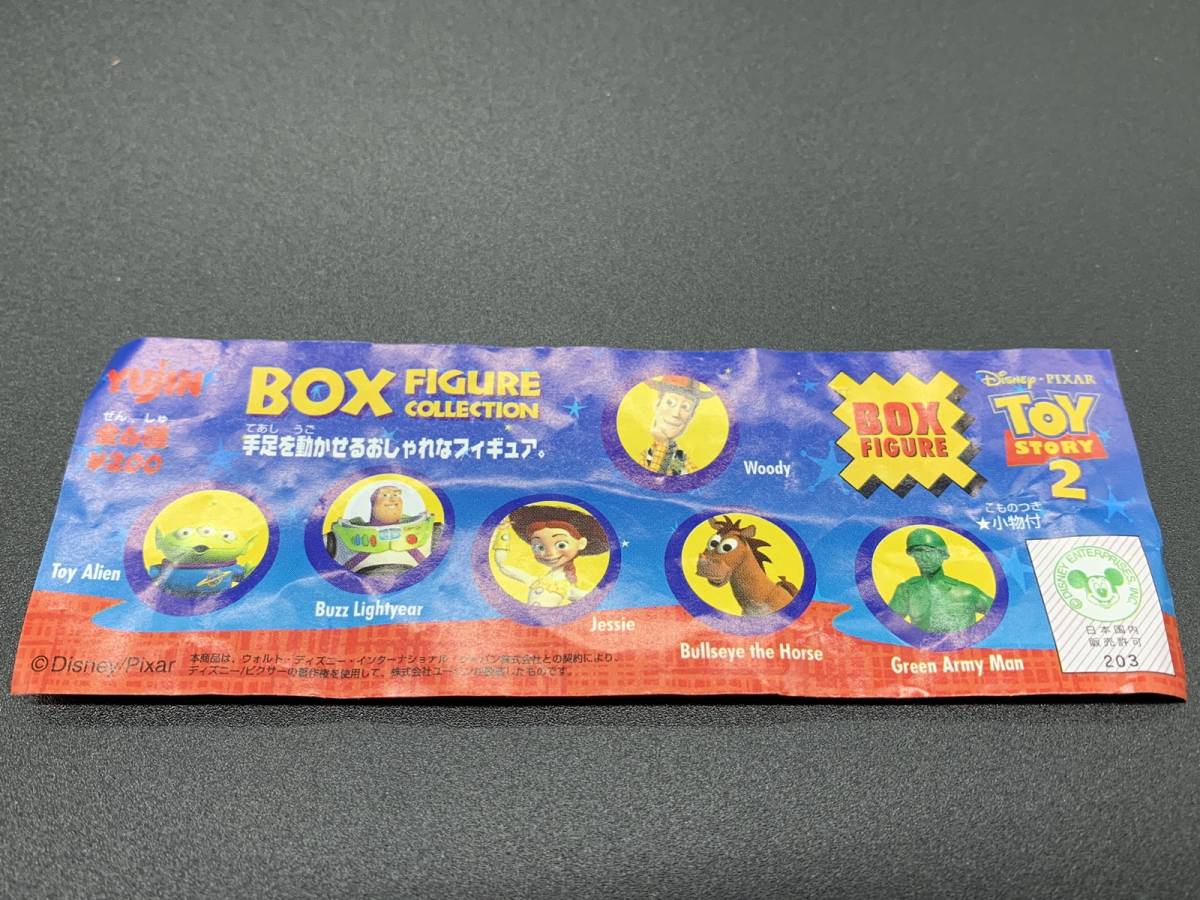 YUJIN
ぜん しゅ
全6種
¥200
BOX FIGURE
COLLECTION
てあし うご
手足を動かせるおしゃれなフィギュア。
Woody
BOX
FIGURE
Disney・PIXAR
TOY
STORY
2
こものつき
★小物付
Toy Alien
Buzz Lightyear
Jessie
Bullseye the Horse
Green Army Man
© DISNEY ENTERPRISES, INC.
日本国内
販売許可
203
©Disney/Pixar
本商品は、ウォルト・ディズニー・インターナショナル・ジャパン株式会社との契約により、
ディズニー/ピクサーの著作権を使用して、株式会社ユージンが製造したものです。